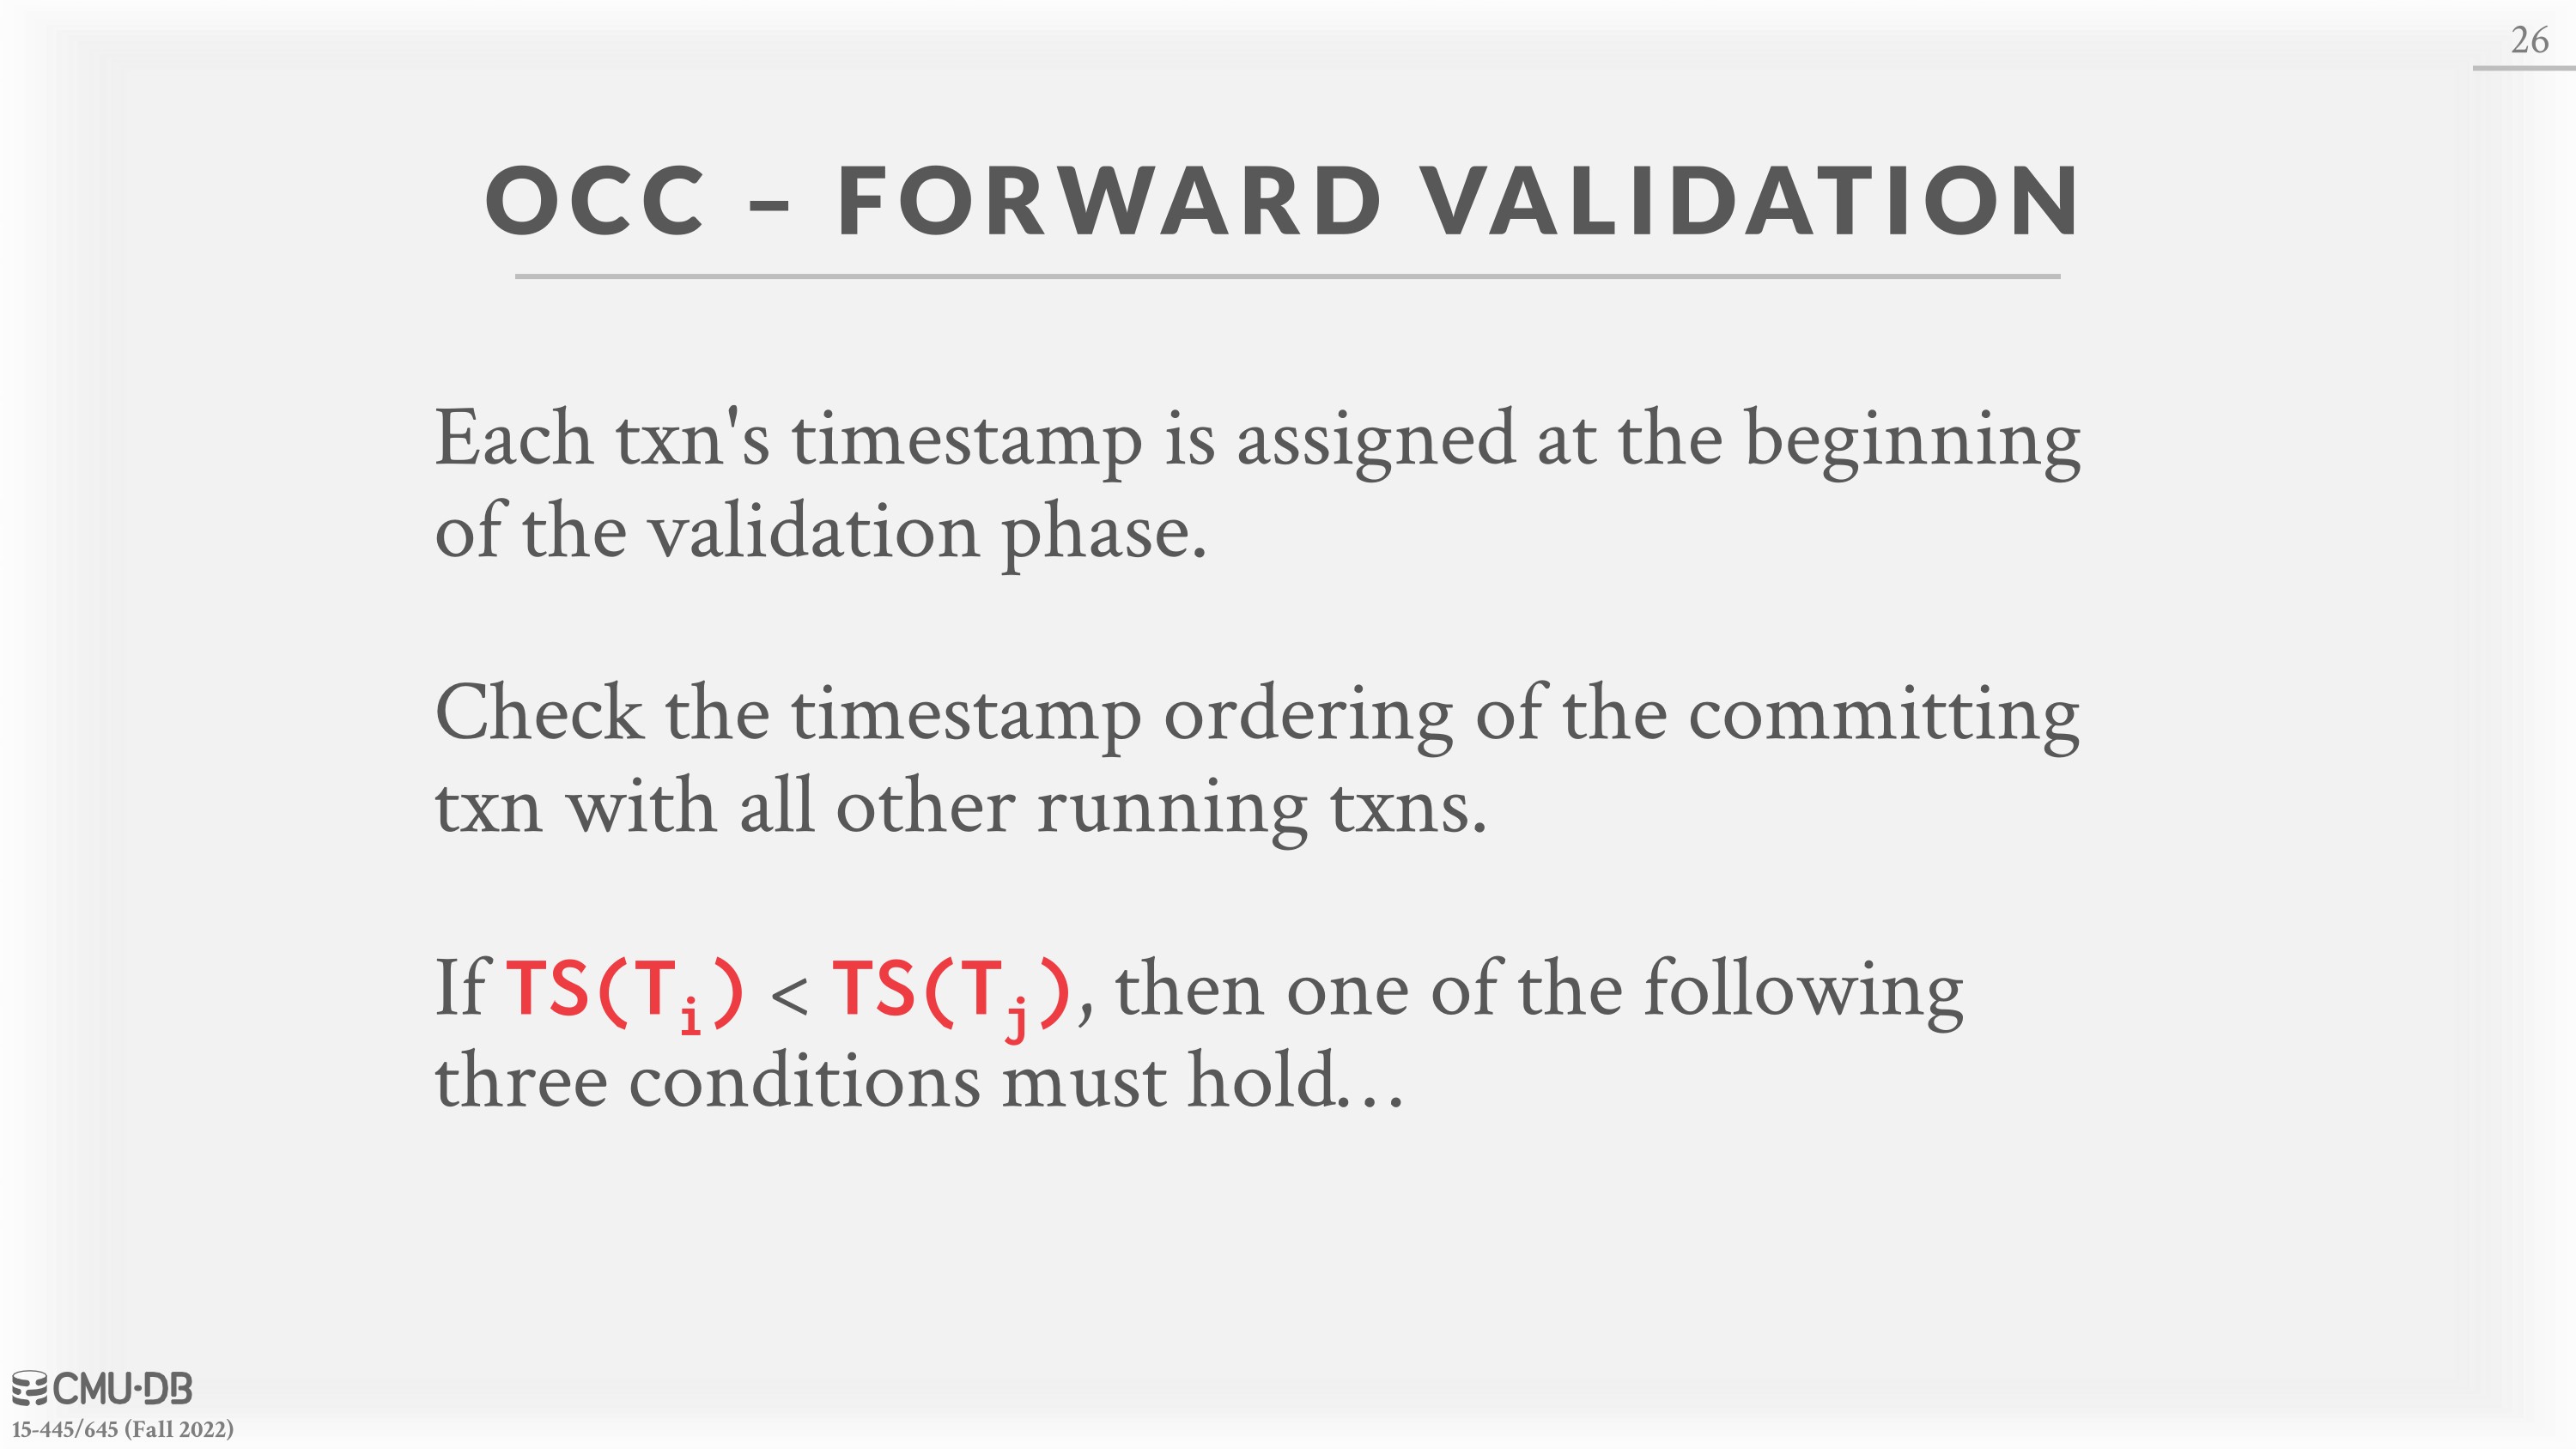 26
OCC – FORWARD VALIDATION
Each txn's timestamp is assigned at the beginning
of the validation phase.
Check the timestamp ordering of the committing
txn with all other running txns.
If TS(Tᵢ) < TS(Tⱼ), then one of the following
three conditions must hold…
CMU·DB
15-445/645 (Fall 2022)